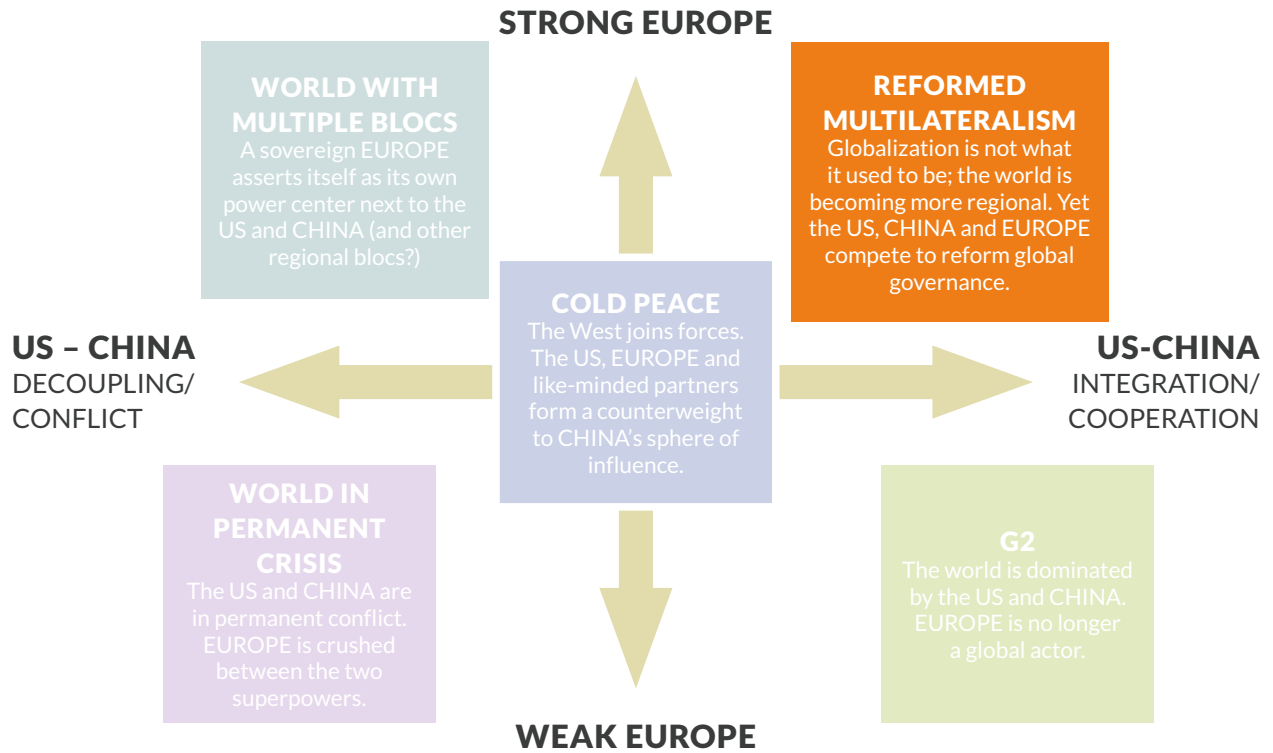 STRONG EUROPE
WORLD WITH
MULTIPLE BLOCS
A sovereign EUROPE
asserts itself as its own
power center next to the
US and CHINA (and other
regional blocs?)
REFORMED
MULTILATERALISM
Globalization is not what
it used to be; the world is
becoming more regional. Yet
the US, CHINA and EUROPE
compete to reform global
governance.
US – CHINA
DECOUPLING/
CONFLICT
COLD PEACE
The West joins forces.
The US, EUROPE and
like-minded partners
form a counterweight
to CHINA’s sphere of
influence.
US-CHINA
INTEGRATION/
COOPERATION
WORLD IN
PERMANENT
CRISIS
The US and CHINA are
in permanent conflict.
EUROPE is crushed
between the two
superpowers.
G2
The world is dominated
by the US and CHINA.
EUROPE is no longer
a global actor.
WEAK EUROPE